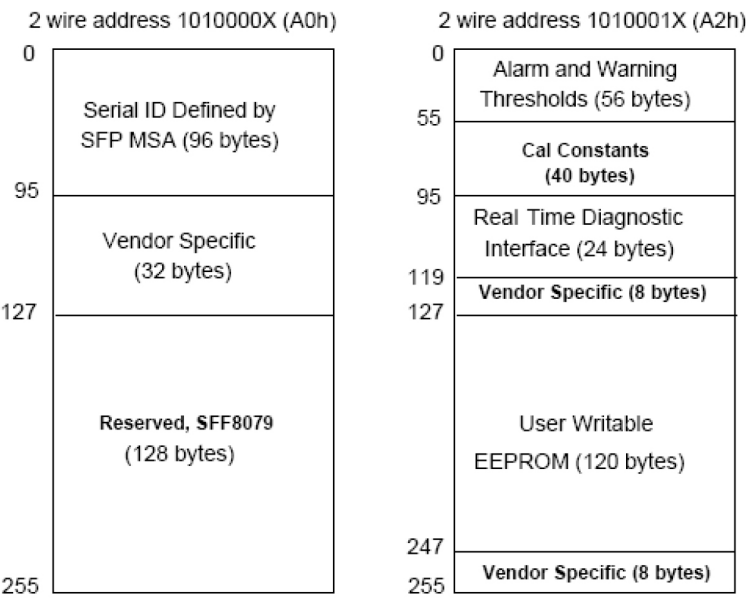 2 wire address 1010000X (A0h)
0
Serial ID Defined by
SFP MSA (96 bytes)
95
Vendor Specific
(32 bytes)
127
Reserved, SFF8079
(128 bytes)
255
2 wire address 1010001X (A2h)
0
Alarm and Warning
Thresholds (56 bytes)
55
Cal Constants
(40 bytes)
95
Real Time Diagnostic
Interface (24 bytes)
119
Vendor Specific (8 bytes)
127
User Writable
EEPROM (120 bytes)
247
Vendor Specific (8 bytes)
255